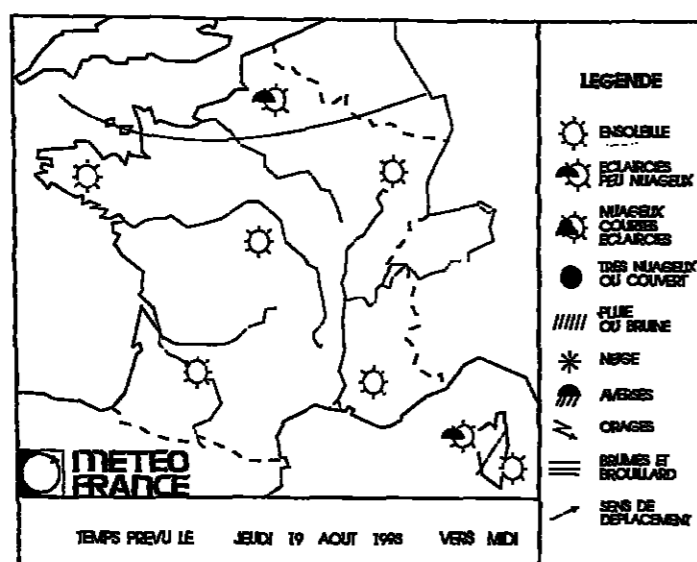 LEGENDE
ENSOLEILLE
ECLAIRCIES
PEU NUAGEUX
NUAGEUX
COURTES
ECLAIRCIES
TRES NUAGEUX
OU COUVERT
PLUIE
OU BRUINE
NEIGE
AVERSES
ORAGES
BRUMES ET
BROUILLARD
SENS DE
DEPLACEMENT
METEO
FRANCE
TEMPS PREVU LE JEUDI 19 AOUT 1993 VERS MIDI